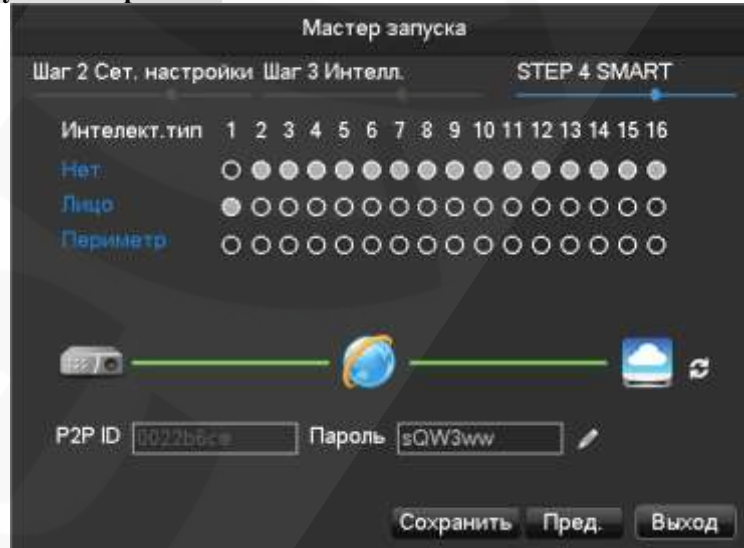 Мастер запуска
Шаг 2 Сет. настройки Шаг 3 Интелл. STEP 4 SMART
Интелект.тип 1 2 3 4 5 6 7 8 9 10 11 12 13 14 15 16
Нет
Лицо
Периметр
P2P ID 0022b6ce Пароль sQW3ww
Сохранить Пред. Выход